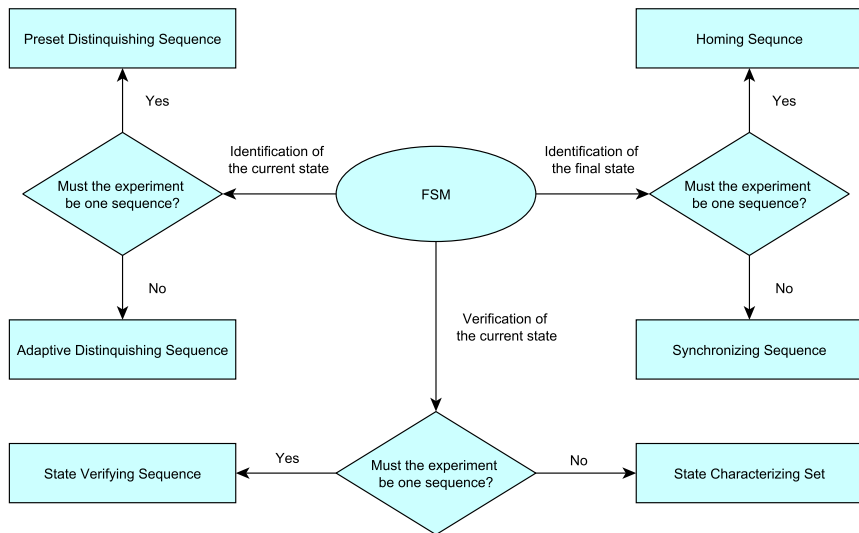 Preset Distinquishing Sequence
Homing Sequnce
Yes
Yes
Identification of
the current state
Identification of
the final state
Must the experiment
be one sequence?
FSM
Must the experiment
be one sequence?
No
No
Verification of
the current state
Adaptive Distinquishing Sequence
Synchronizing Sequence
State Verifying Sequence
Yes
Must the experiment
be one sequence?
No
State Characterizing Set